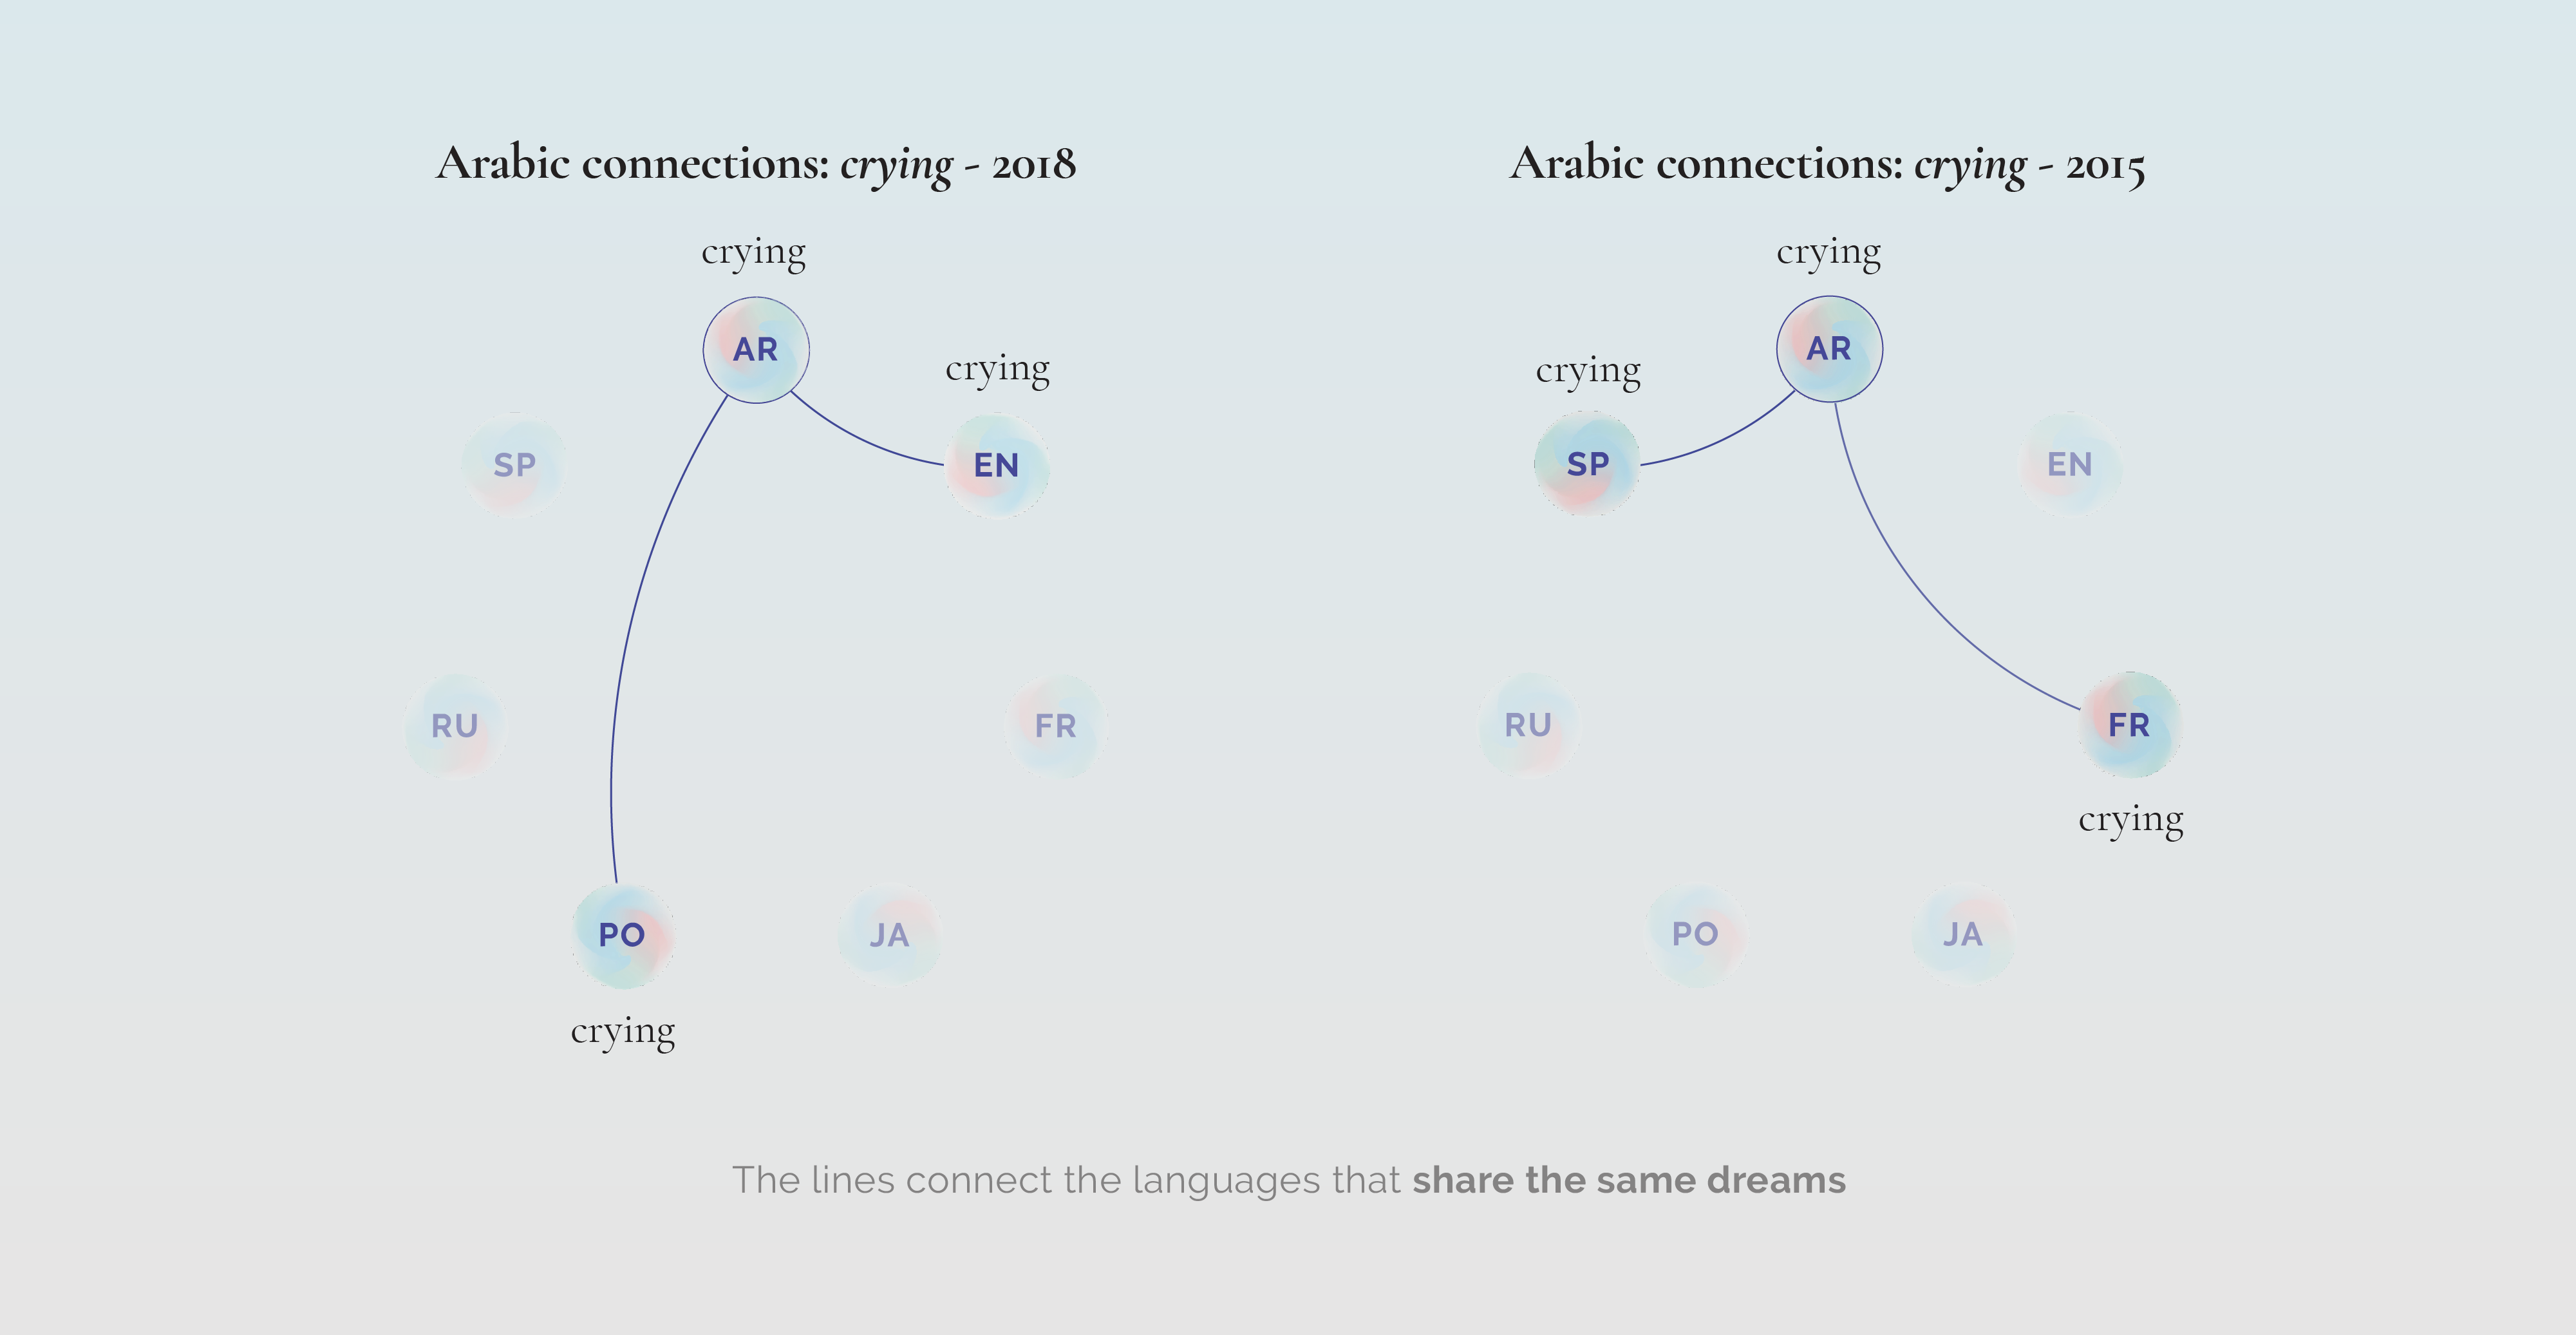 Arabic connections: crying - 2018
crying
AR
crying
SP
EN
RU
FR
PO
JA
crying
Arabic connections: crying - 2015
crying
AR
crying
SP
EN
RU
FR
crying
PO
JA
The lines connect the languages that share the same dreams